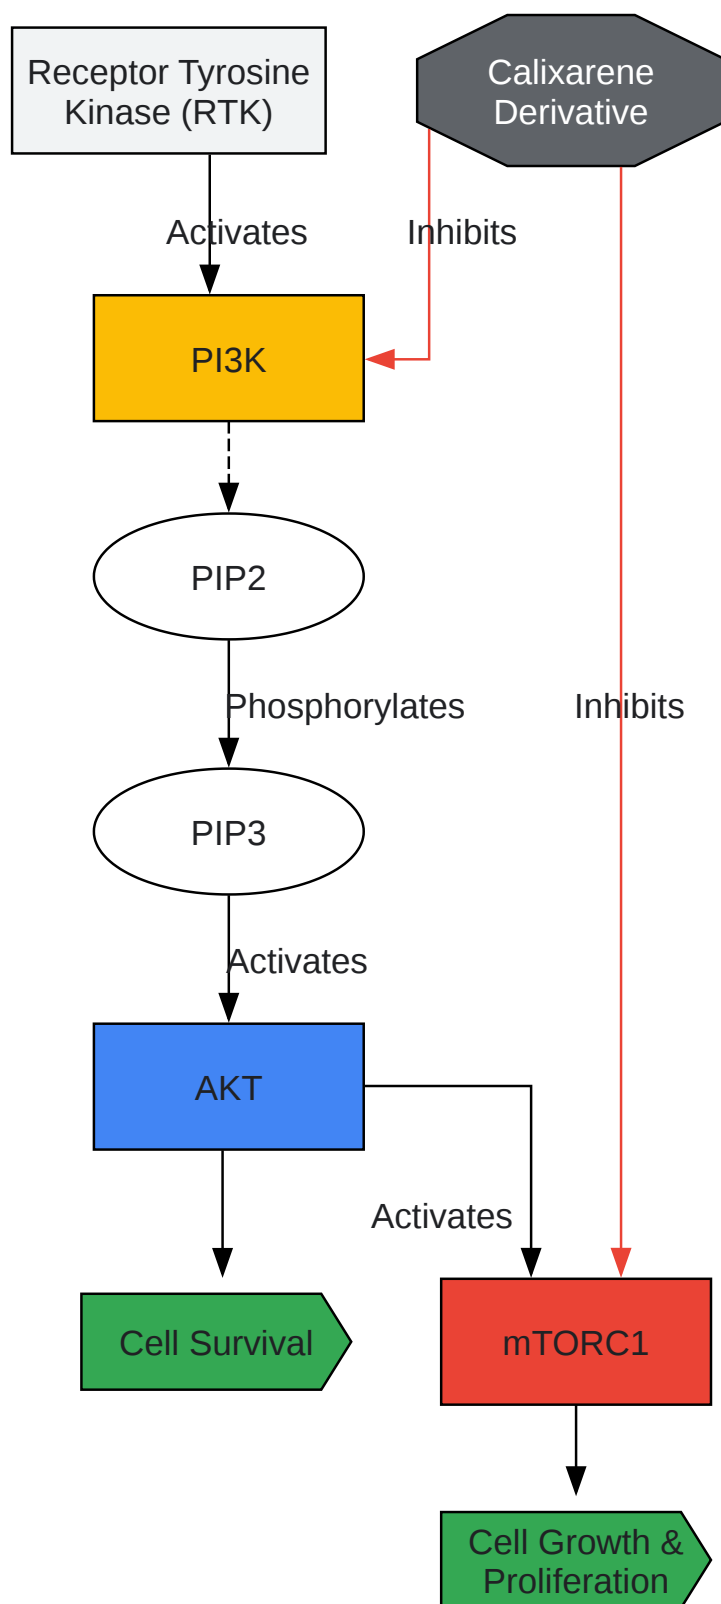 Receptor Tyrosine
Kinase (RTK)
Calixarene
Derivative
Activates
Inhibits
PI3K
PIP2
Phosphorylates
Inhibits
PIP3
Activates
AKT
Activates
Cell Survival
mTORC1
Cell Growth &
Proliferation